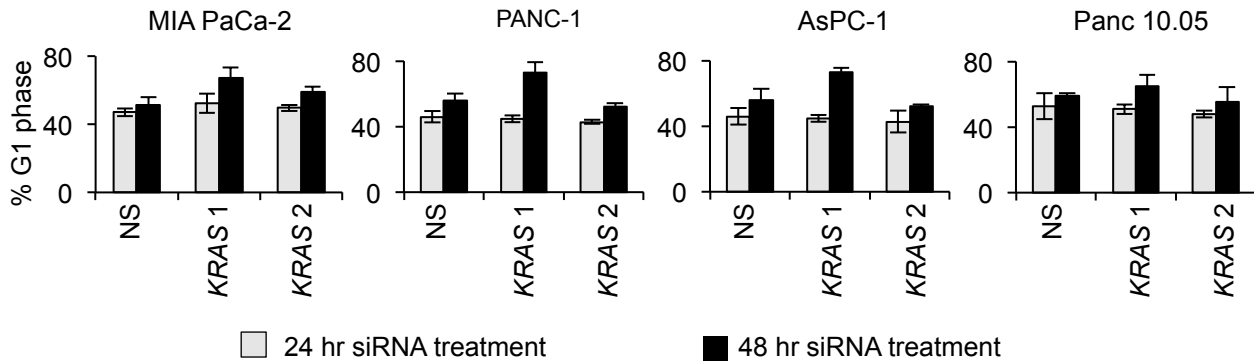 MIA PaCa-2
PANC-1
AsPC-1
Panc 10.05
% G1 phase
80
40
0
NS
KRAS 1
KRAS 2
80
40
0
NS
KRAS 1
KRAS 2
80
40
0
NS
KRAS 1
KRAS 2
80
40
0
NS
KRAS 1
KRAS 2
24 hr siRNA treatment
48 hr siRNA treatment